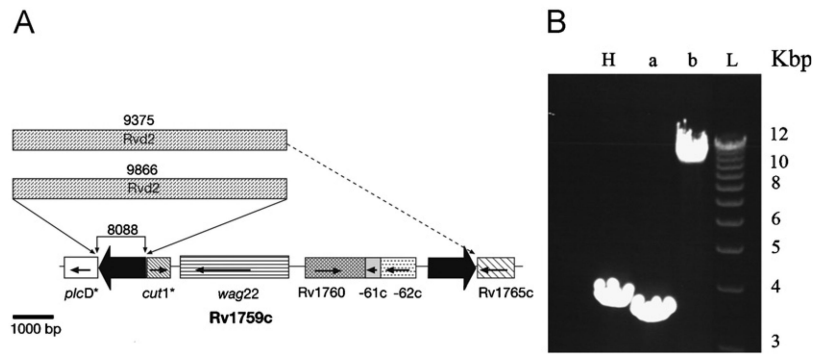 A
9375
Rvd2
9866
Rvd2
8088
plcD*
cut1*
wag22
Rv1760
-61c
-62c
Rv1765c
1000 bp
Rv1759c
B
H a b L Kbp
12
10
8
6
5
4
3